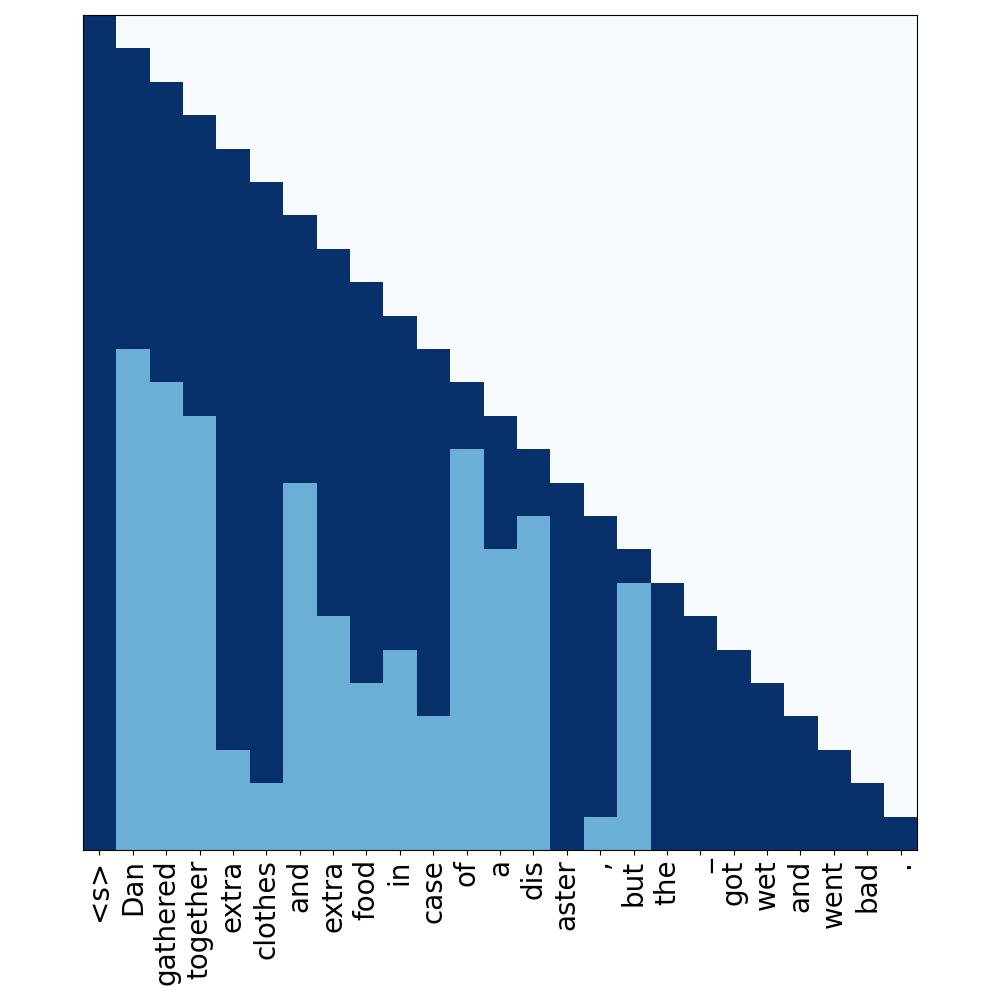 <s> Dan gathered together extra clothes and extra food in case of a dis aster , but the _ got wet and went bad .